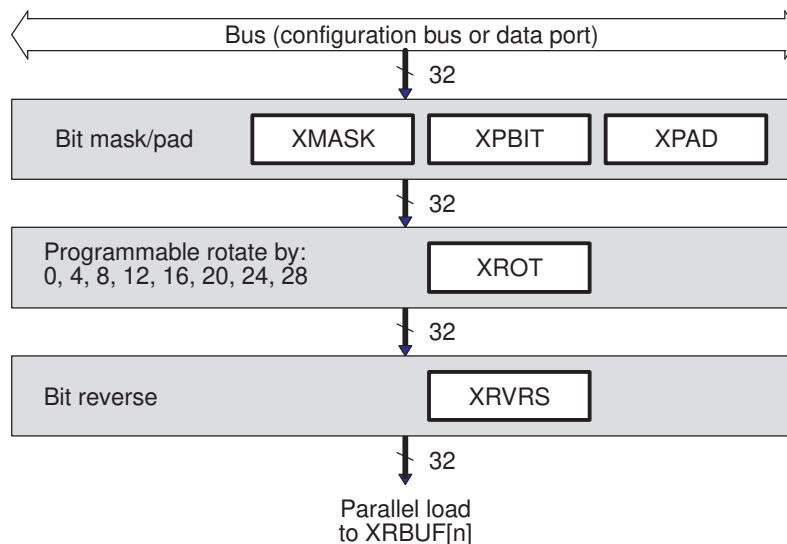 Bus (configuration bus or data port)
32
Bit mask/pad XMASK XPBIT XPAD
32
Programmable rotate by:
0, 4, 8, 12, 16, 20, 24, 28
XROT
32
Bit reverse XRVRS
32
Parallel load
to XRBUF[n]